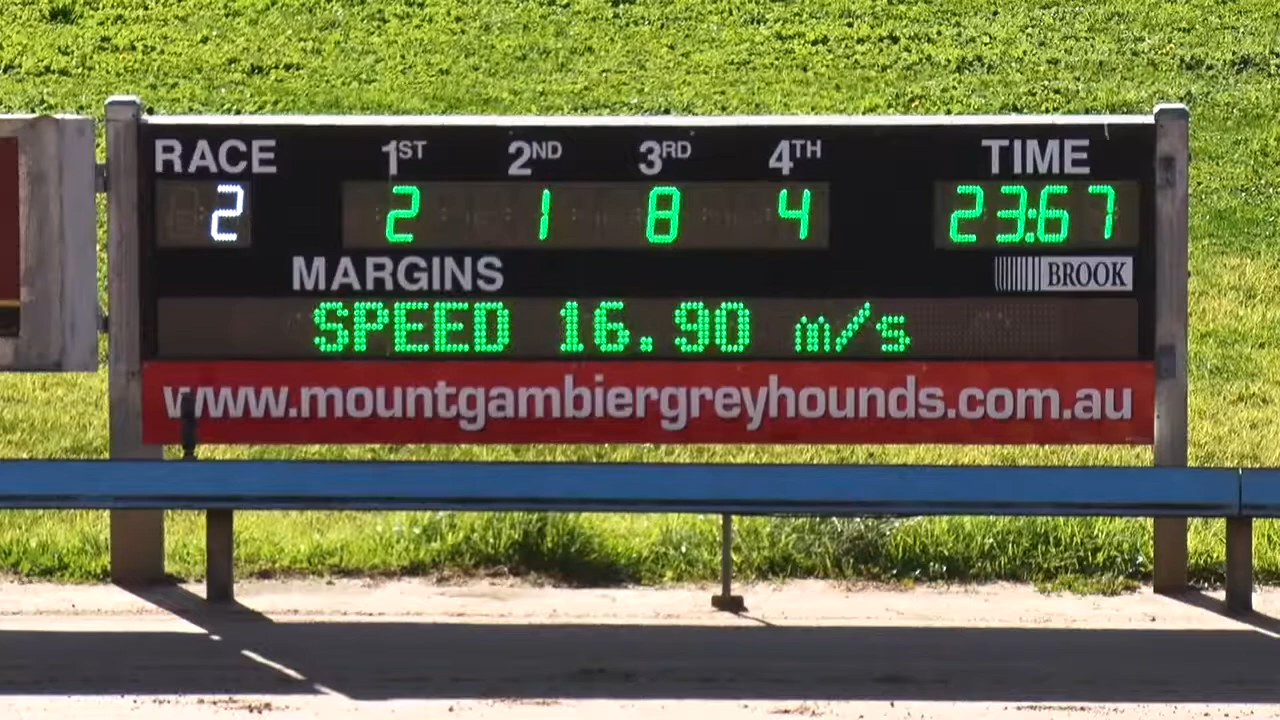 RACE 1ST 2ND 3RD 4TH TIME
2 2 1 8 4 23:67
MARGINS BROOK
SPEED 16.90 m/s
www.mountgambiergreyhounds.com.au